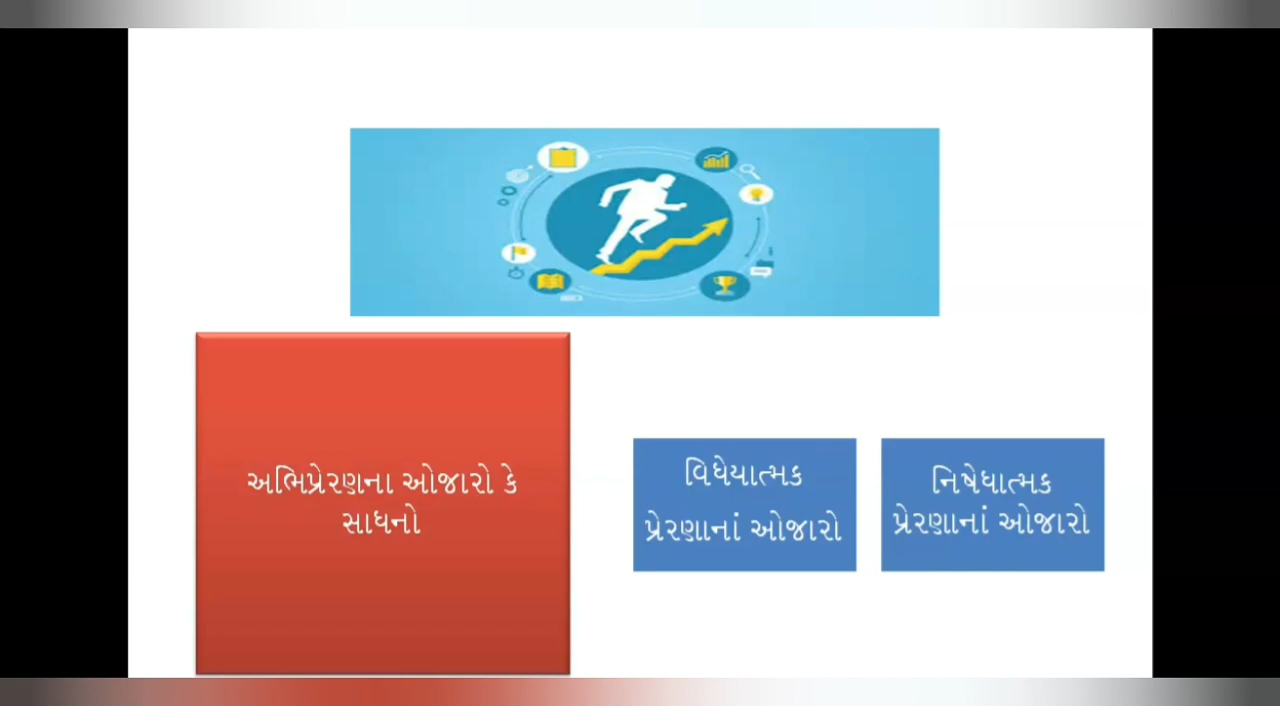 અભિપ્રેરણના ઓજારો કે
સાધનો
વિધેયાત્મક
પ્રેરણાનાં ઓજારો
નિષેધાત્મક
પ્રેરણાનાં ઓજારો